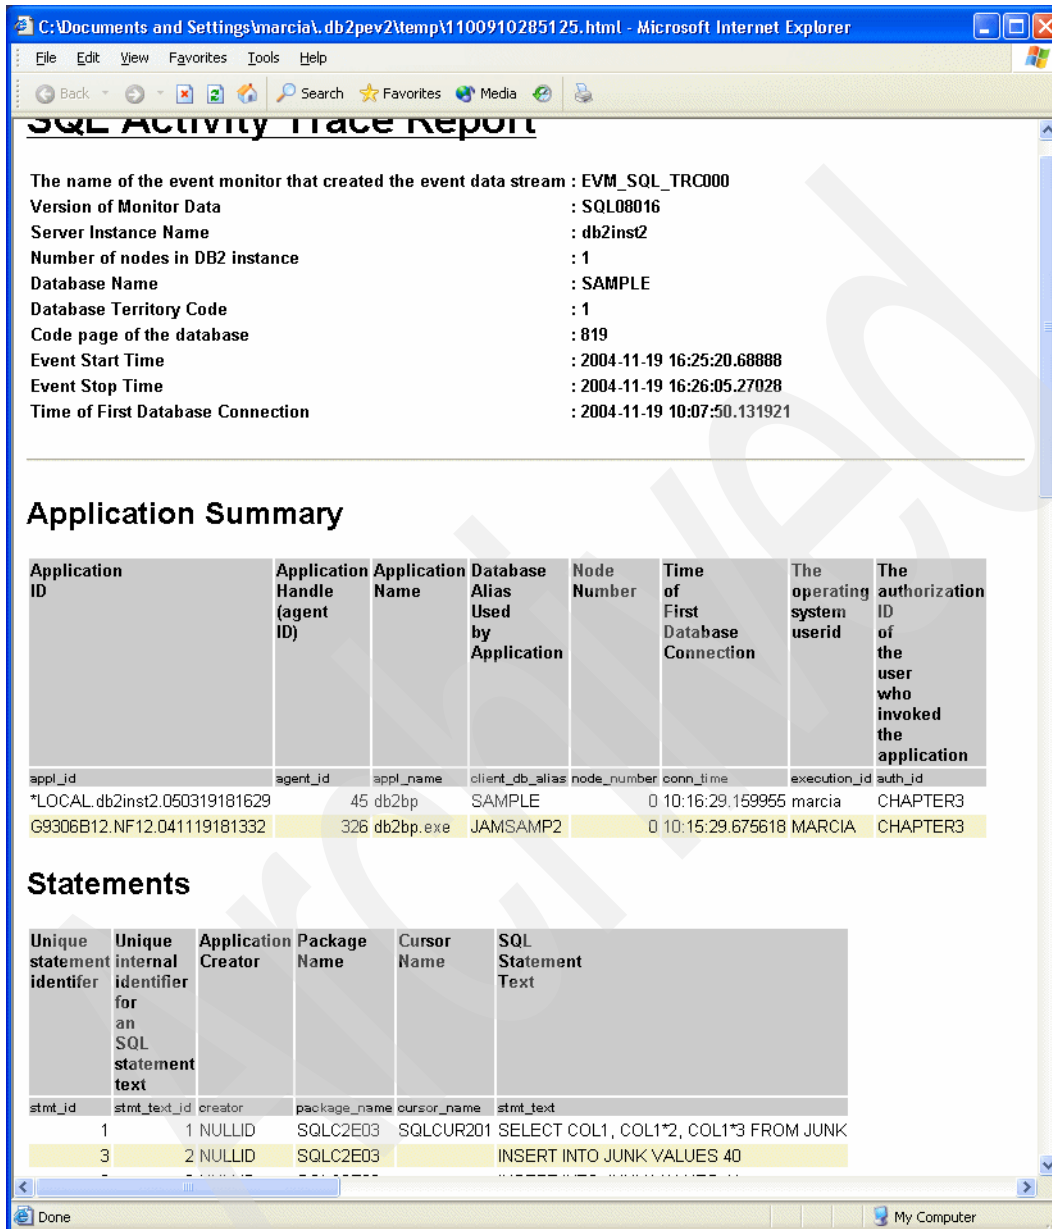 C:\Documents and Settings\marcia\.db2pev2\temp\1100910285125.html - Microsoft Internet Explorer
File Edit View Favorites Tools Help
Back Search Favorites Media
SQL Activity Trace Report
The name of the event monitor that created the event data stream : EVM_SQL_TRC000
Version of Monitor Data : SQL08016
Server Instance Name : db2inst2
Number of nodes in DB2 instance : 1
Database Name : SAMPLE
Database Territory Code : 1
Code page of the database : 819
Event Start Time : 2004-11-19 16:25:20.68888
Event Stop Time : 2004-11-19 16:26:05.27028
Time of First Database Connection : 2004-11-19 10:07:50.131921
Application Summary
Application Application Application Database Node Time The The
ID Handle Name Alias Number of operating authorization
(agent Used First system ID
ID) by Database userid of
Application Connection the
user
who
invoked
the
application
appl_id agent_id appl_name client_db_alias node_number conn_time execution_id auth_id
*LOCAL.db2inst2.050319181629 45 db2bp SAMPLE 0 10:16:29.159955 marcia CHAPTER3
G9306B12.NF12.041119181332 326 db2bp.exe JAMSAMP2 0 10:15:29.675618 MARCIA CHAPTER3
Statements
Unique Unique Application Package Cursor SQL
statement internal Creator Name Name Statement
identifer identifier Text
for
an
SQL
statement
text
stmt_id stmt_text_id creator package_name cursor_name stmt_text
1 1 NULLID SQLC2E03 SQLCUR201 SELECT COL1, COL1*2, COL1*3 FROM JUNK
3 2 NULLID SQLC2E03 INSERT INTO JUNK VALUES 40
Done My Computer
Archived